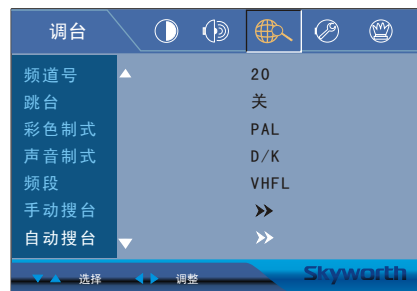 调台
频道号 20
跳台 关
彩色制式 PAL
声音制式 D/K
频段 VHFL
手动搜台
自动搜台
选择 调整 Skyworth